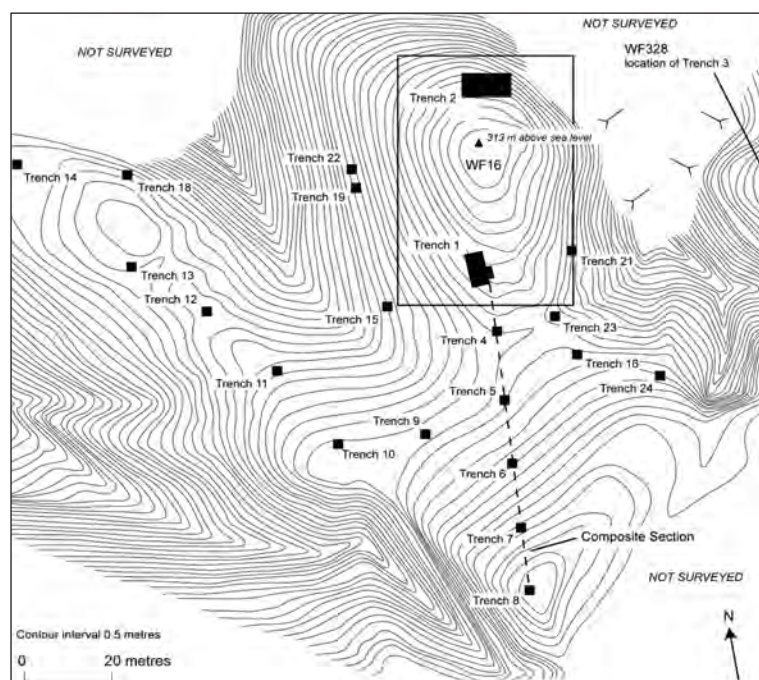 NOT SURVEYED
NOT SURVEYED
WF328
location of Trench 3
Trench 2
313 m above sea level
WF16
Trench 22
Trench 14
Trench 18
Trench 19
Trench 1
Trench 21
Trench 13
Trench 12
Trench 15
Trench 23
Trench 4
Trench 16
Trench 11
Trench 24
Trench 5
Trench 9
Trench 10
Trench 6
Trench 7
Composite Section
NOT SURVEYED
Trench 8
N
Contour interval 0.5 metres
0 20 metres